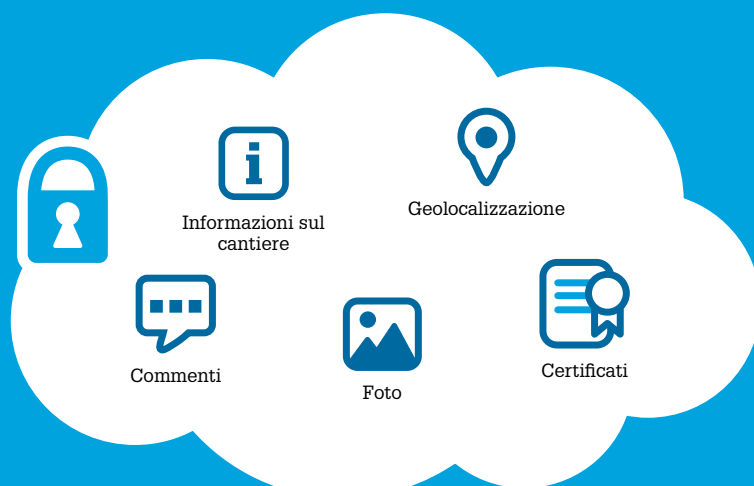 Informazioni sul
cantiere
Geolocalizzazione
Commenti
Foto
Certificati